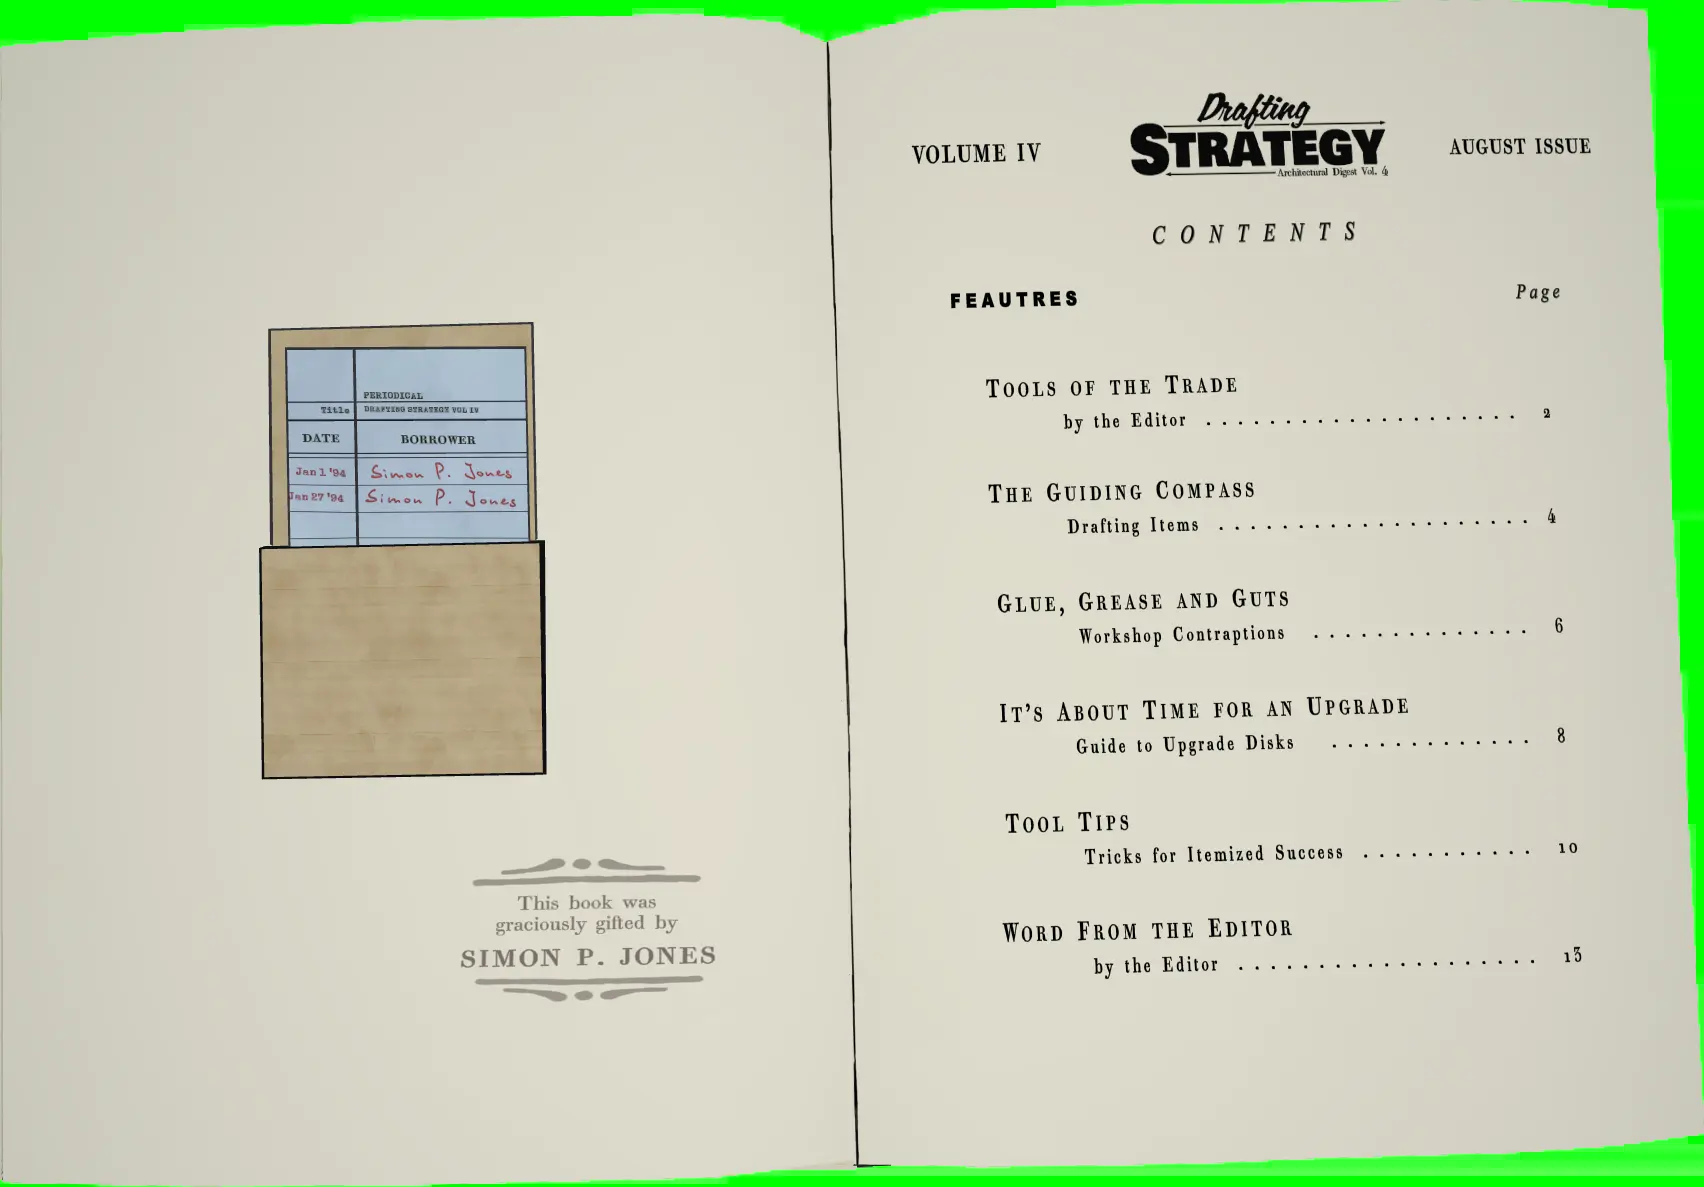 PERIODICAL
Title DRAFTING STRATEGY VOL IV
DATE BORROWER
Jan 1 '94 Simon P. Jones
Jan 27 '94 Simon P. Jones
This book was
graciously gifted by
SIMON P. JONES
VOLUME IV
Drafting
STRATEGY
Architectural Digest Vol. 4
AUGUST ISSUE
CONTENTS
FEAUTRES Page
TOOLS OF THE TRADE
by the Editor . . . . . . . . . . . . . . . . . . . . 2
THE GUIDING COMPASS
Drafting Items . . . . . . . . . . . . . . . . . . . . 4
GLUE, GREASE AND GUTS
Workshop Contraptions . . . . . . . . . . . . . . 6
IT'S ABOUT TIME FOR AN UPGRADE
Guide to Upgrade Disks . . . . . . . . . . . . . 8
TOOL TIPS
Tricks for Itemized Success . . . . . . . . . . . 10
WORD FROM THE EDITOR
by the Editor . . . . . . . . . . . . . . . . . . . 13